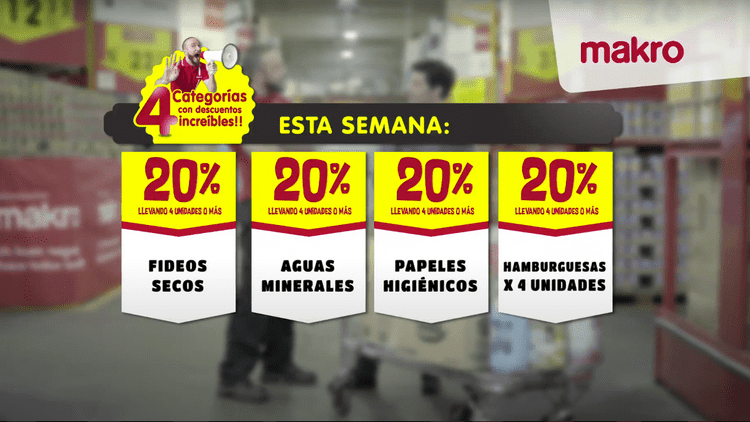 makro
4 Categorías
con descuentos
increíbles!!
ESTA SEMANA:
20%
LLEVANDO 4 UNIDADES O MÁS
FIDEOS
SECOS
20%
LLEVANDO 4 UNIDADES O MÁS
AGUAS
MINERALES
20%
LLEVANDO 4 UNIDADES O MÁS
PAPELES
HIGIÉNICOS
20%
LLEVANDO 4 UNIDADES O MÁS
HAMBURGUESAS
X 4 UNIDADES
makro